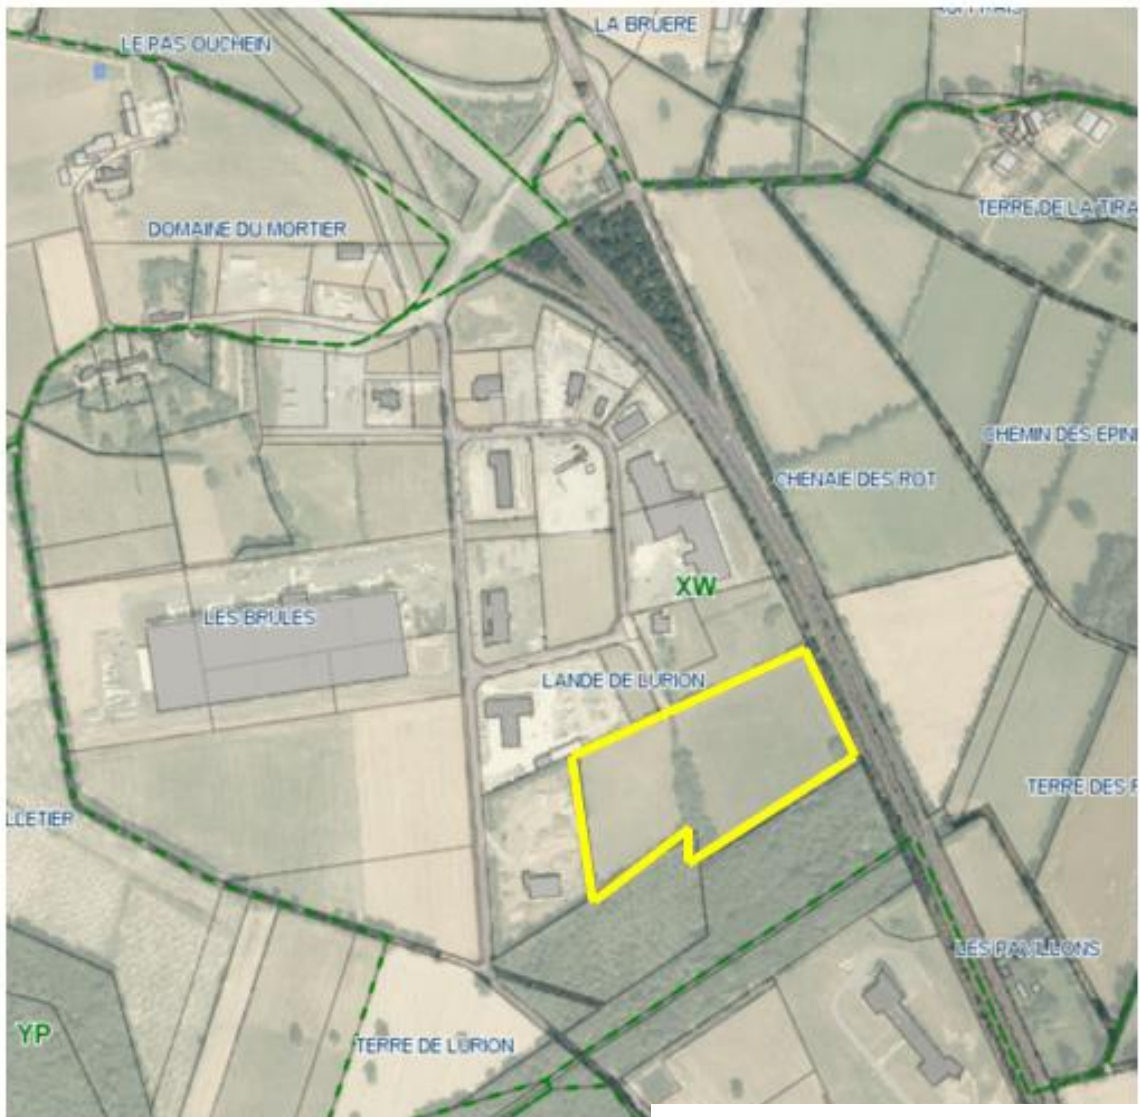 LA BRUERE
LE PAS OUCHEIN
TERRE DE LA TIRA
DOMAINE DU MORTIER
CHEMIN DES EPIN
CHENAIE DES ROT
XW
LES BRULES
LANDE DE LURION
TERRE DES
LLETIER
LES PAVILLONS
YP
TERRE DE LURION